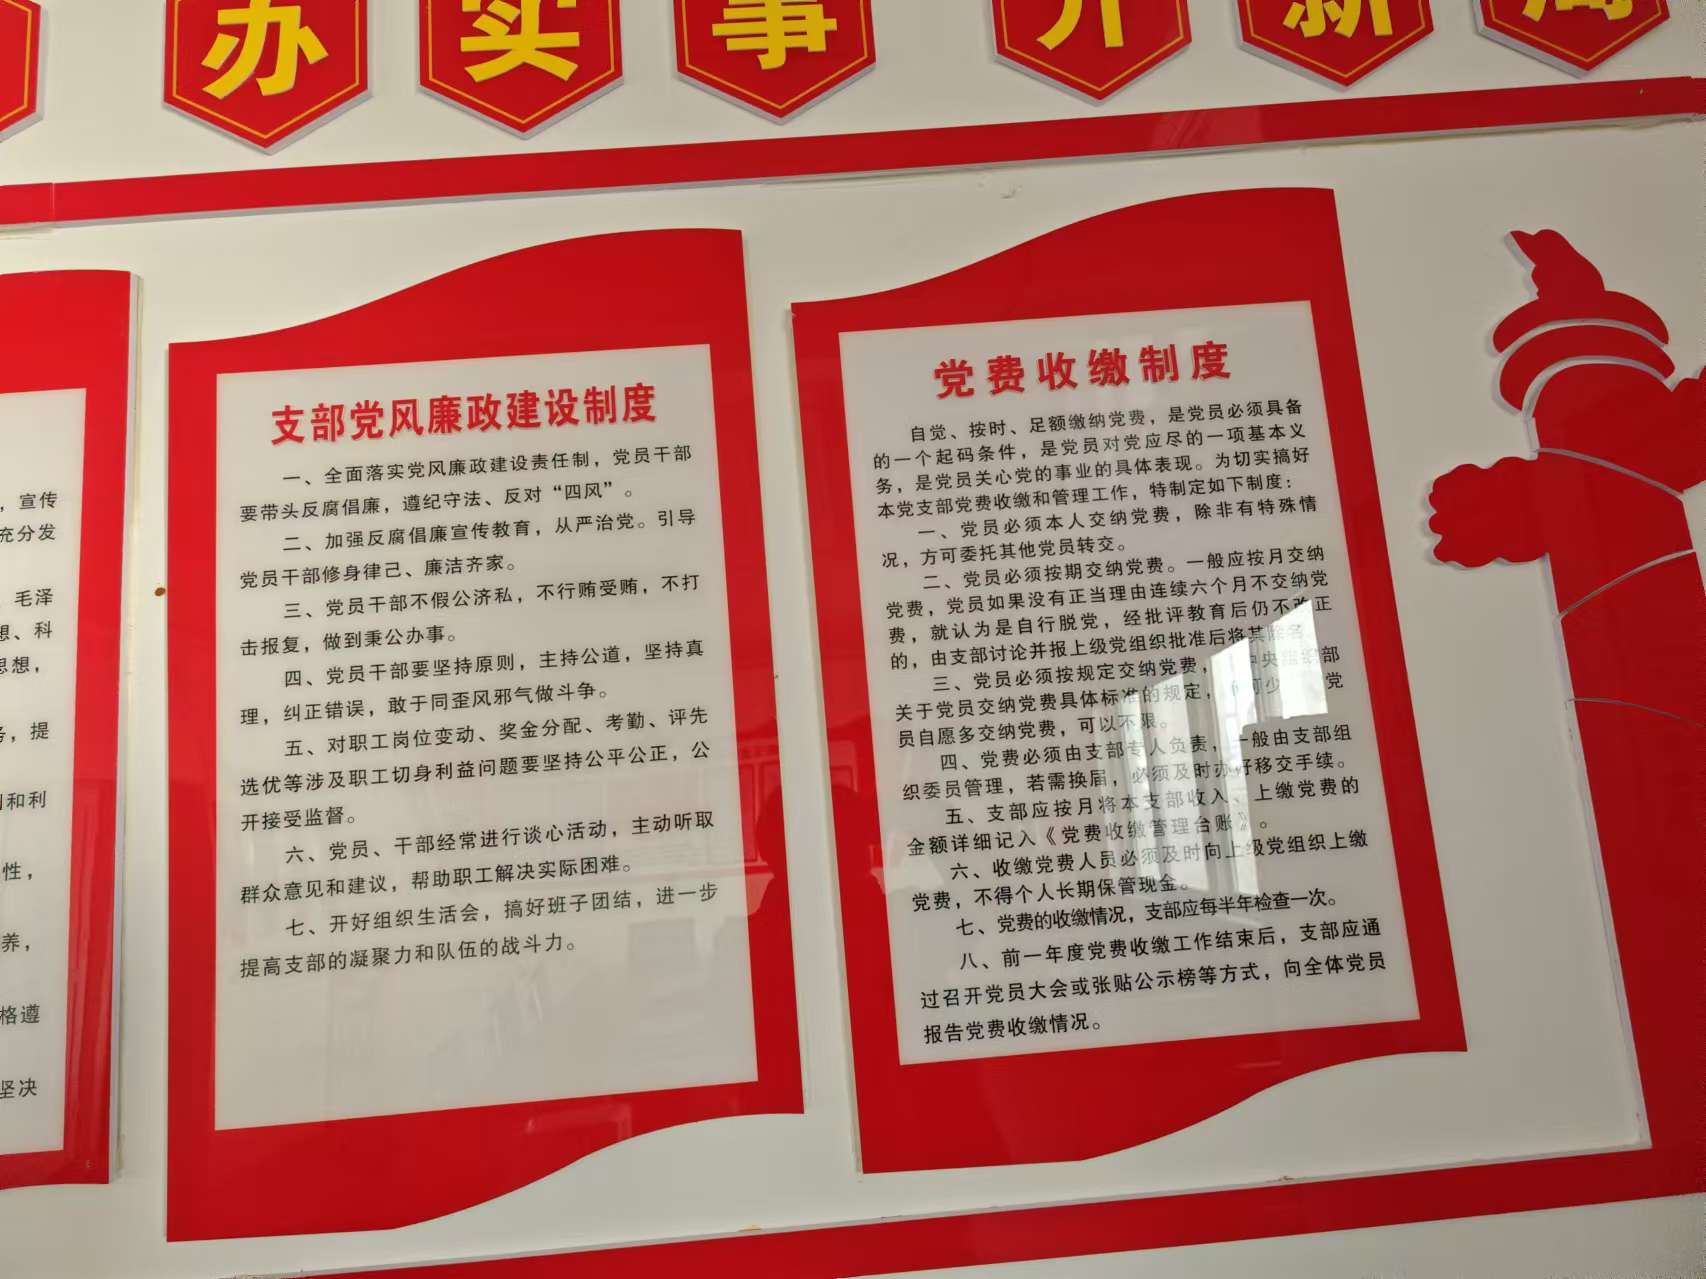 办实事 开新
，宣传
充分发
毛泽
想、科
思想，
务，提
和利
性，
养，
格遵
坚决
支部党风廉政建设制度
一、全面落实党风廉政建设责任制，党员干部
要带头反腐倡廉，遵纪守法、反对“四风”。
二、加强反腐倡廉宣传教育，从严治党。引导
党员干部修身律己、廉洁齐家。
三、党员干部不假公济私，不行贿受贿，不打
击报复，做到秉公办事。
四、党员干部要坚持原则，主持公道，坚持真
理，纠正错误，敢于同歪风邪气做斗争。
五、对职工岗位变动、奖金分配、考勤、评先
选优等涉及职工切身利益问题要坚持公平公正，公
开接受监督。
六、党员、干部经常进行谈心活动，主动听取
群众意见和建议，帮助职工解决实际困难。
七、开好组织生活会，搞好班子团结，进一步
提高支部的凝聚力和队伍的战斗力。
党费收缴制度
自觉、按时、足额缴纳党费，是党员必须具备
的一个起码条件，是党员对党应尽的一项基本义
务，是党员关心党的事业的具体表现。为切实搞好
本党支部党费收缴和管理工作，特制定如下制度：
一、党员必须本人交纳党费，除非有特殊情
况，方可委托其他党员转交。
二、党员必须按期交纳党费。一般应按月交纳
党费，党员如果没有正当理由连续六个月不交纳党
费，就认为是自行脱党，经批评教育后仍不改正
的，由支部讨论并报上级党组织批准后将其除名。
三、党员必须按规定交纳党费，中央组织部
关于党员交纳党费具体标准的规定，不可少，党
员自愿多交纳党费，可以不限。
四、党费必须由支部专人负责，一般由支部组
织委员管理，若需换届，必须及时办好移交手续。
五、支部应按月将本支部收入、上缴党费的
金额详细记入《党费收缴管理台账》。
六、收缴党费人员必须及时向上级党组织上缴
党费，不得个人长期保管现金。
七、党费的收缴情况，支部应每半年检查一次。
八、前一年度党费收缴工作结束后，支部应通
过召开党员大会或张贴公示榜等方式，向全体党员
报告党费收缴情况。